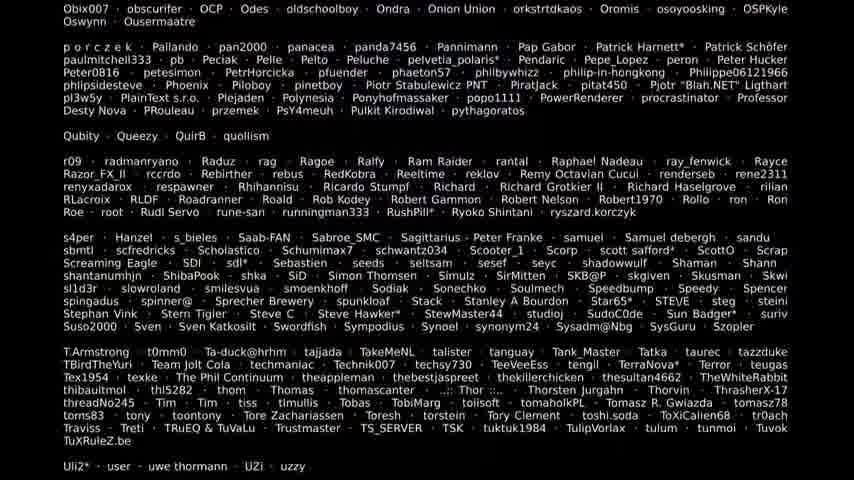 Obix007 · obscurifer · OCP · Odes · oldschoolboy · Ondra · Onion Union · orkstrtdkaos · Oromis · osoyoosking · OSPKyle
Oswynn · Ousermaatre
p o r c z e k · Pallando · pan2000 · panacea · panda7456 · Pannimann · Pap Gabor · Patrick Harnett* · Patrick Schöfer
paulmitchell333 · pb · Peciak · Pelle · Pelto · Peluche · pelvetia_polaris* · Pendaric · Pepe_Lopez · peron · Peter Hucker
Peter0816 · petesimon · PetrHorcicka · pfuender · phaeton57 · philbywhizz · philip-in-hongkong · Philippe06121966
phlipsidesteve · Phoenix · Piloboy · pinetboy · Piotr Stabulewicz PNT · PiratJack · pitat450 · Pjotr "Blah.NET" Ligthart
pl3w5y · PlainText s.r.o. · Plejaden · Polynesia · Ponyhofmassaker · popo1111 · PowerRenderer · procrastinator · Professor
Desty Nova · PRouleau · przemek · PsY4meuh · Pulkit Kirodiwal · pythagoratos
Qubity · Queezy · QuirB · quollism
r09 · radmanryano · Raduz · rag · Ragoe · Ralfy · Ram Raider · rantal · Raphael Nadeau · ray_fenwick · Rayce
Razor_FX_II · rccrdo · Rebirther · rebus · RedKobra · Reeltime · reklov · Remy Octavian Cucui · renderseb · rene2311
renyxadarox · respawner · Rhihannisu · Ricardo Stumpf · Richard · Richard Grotkier II · Richard Haselgrove · rilian
RLacroix · RLDF · Roadranner · Roald · Rob Kodey · Robert Gammon · Robert Nelson · Robert1970 · Rollo · ron · Ron
Roe · root · Rudi Servo · rune-san · runningman333 · RushPill* · Ryoko Shintani · ryszard.korczyk
s4per · Hanzel · s_bieles · Saab-FAN · Sabroe_SMC · Sagittarius - Peter Franke · samuel · Samuel debergh · sandu ·
sbmtl · scfredricks · Scholastico · Schumimax7 · schwantz034 · Scooter_1 · Scorp · scott safford* · ScottO · Scrap
Screaming Eagle · SDI · sdl* · Sebastien · seeds · seltsam · sesef · seyc · shadowwulf · Shaman · Shann ·
shantanumhjn · ShibaPook · shka · SiD · Simon Thomsen · Simulz · SirMitten · SKB@P · skgiven · Skusman · Skwi
sl1d3r · slowroland · smilesvua · smoenkhoff · Sodiak · Sonechko · Soulmech · Speedbump · Speedy · Spencer
spingadus · spinner@ · Sprecher Brewery · spunkloaf · Stack · Stanley A Bourdon · Star65* · STE\/E · steg · steini
Stephan Vink · Stern Tigler · Steve C · Steve Hawker* · StewMaster44 · studioj · SudoC0de · Sun Badger* · suriv
Suso2000 · Sven · Sven Katkosilt · Swordfish · Sympodius · Synoel · synonym24 · Sysadm@Nbg · SysGuru · Szopler
T.Armstrong · t0mm0 · Ta-duck@hrhm · tajjada · TakeMeNL · talister · tanguay · Tank_Master · Tatka · taurec · tazzduke
TBirdTheYuri · Team Jolt Cola · techmaniac · Technik007 · techsy730 · TeeVeeEss · tengil · TerraNova* · Terror · teugas
Tex1954 · texke · The Phil Continuum · theappleman · thebestjaspreet · thekillerchicken · thesultan4662 · TheWhiteRabbit
thibaultmol · thl5282 · thom · Thomas · thomascanter · ..:: Thor ::.. · Thorsten Jurgahn · Thorvin · ThrasherX-17
threadNo245 · Tim · Tim · tiss · tlmullis · Tobas · TobiMarg · toiisoft · tomaholkPL · Tomasz R. Gwiazda · tomasz78
toms83 · tony · toontony · Tore Zachariassen · Toresh · torstein · Tory Clement · toshi.soda · ToXiCalien68 · tr0ach
Traviss · Treti · TRuEQ & TuVaLu · Trustmaster · TS_SERVER · TSK · tuktuk1984 · TulipVorlax · tulum · tunmoi · Tuvok
TuXRuleZ.be
Uli2* · user · uwe thormann · UZi · uzzy